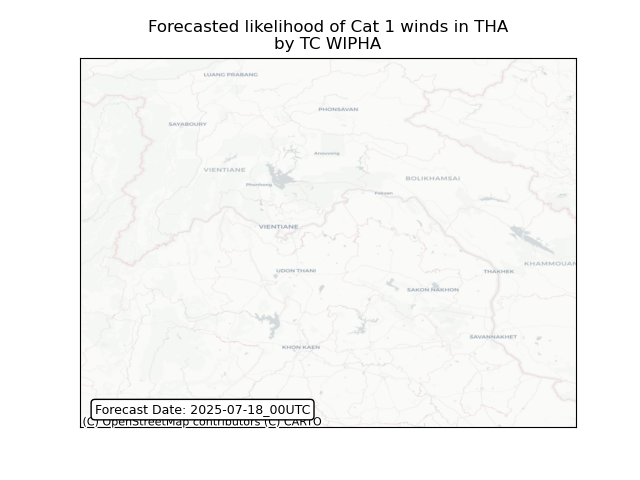 Forecasted likelihood of Cat 1 winds in THA
by TC WIPHA
LUANG PRABANG
PHONSAVAN
SAYABOURY
Anouvong
VIENTIANE
BOLIKHAMSAI
Phonhong
Pakxan
VIENTIANE
KHAMMOUAN
UDON THANI
THAKHEK
SAKON NAKHON
SAVANNAKHET
KHON KAEN
Forecast Date: 2025-07-18_00UTC
(C) OpenStreetMap contributors (C) CARTO